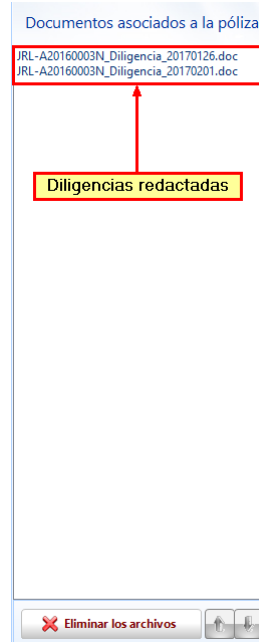 Documentos asociados a la póliza
JRL-A20160003N_Diligencia_20170126.doc
JRL-A20160003N_Diligencia_20170201.doc
Diligencias redactadas
Eliminar los archivos